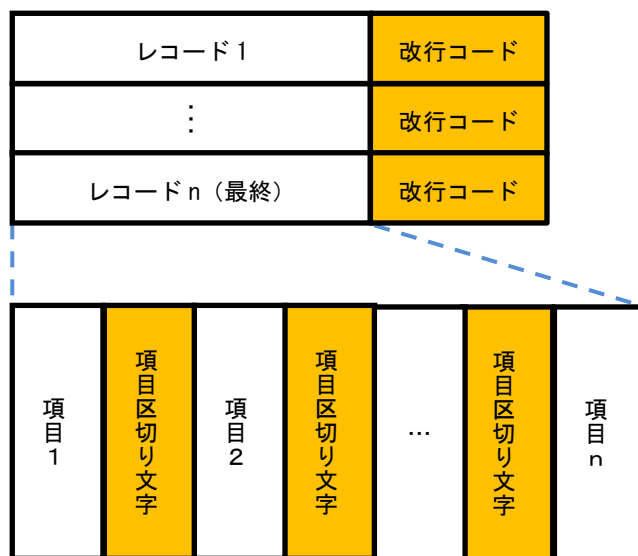 レコード1
改行コード
⋮
改行コード
レコードn（最終）
改行コード
項目1
項目区切り文字
項目2
項目区切り文字
…
項目区切り文字
項目n